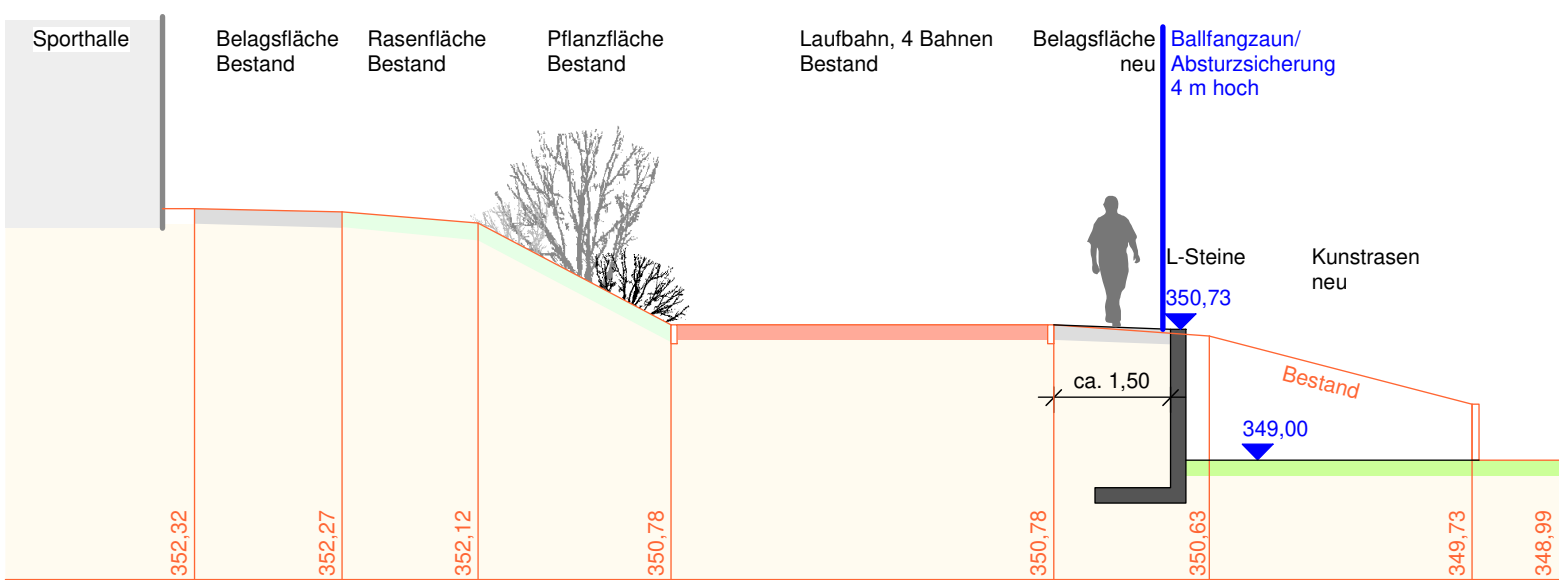 Sporthalle
Belagsfläche
Bestand
Rasenfläche
Bestand
Pflanzfläche
Bestand
Laufbahn, 4 Bahnen
Bestand
Belagsfläche
neu
Ballfangzaun/
Absturzsicherung
4 m hoch
L-Steine
350,73
Kunstrasen
neu
ca. 1,50
Bestand
349,00
352,32
352,27
352,12
350,78
350,78
350,63
349,73
348,99